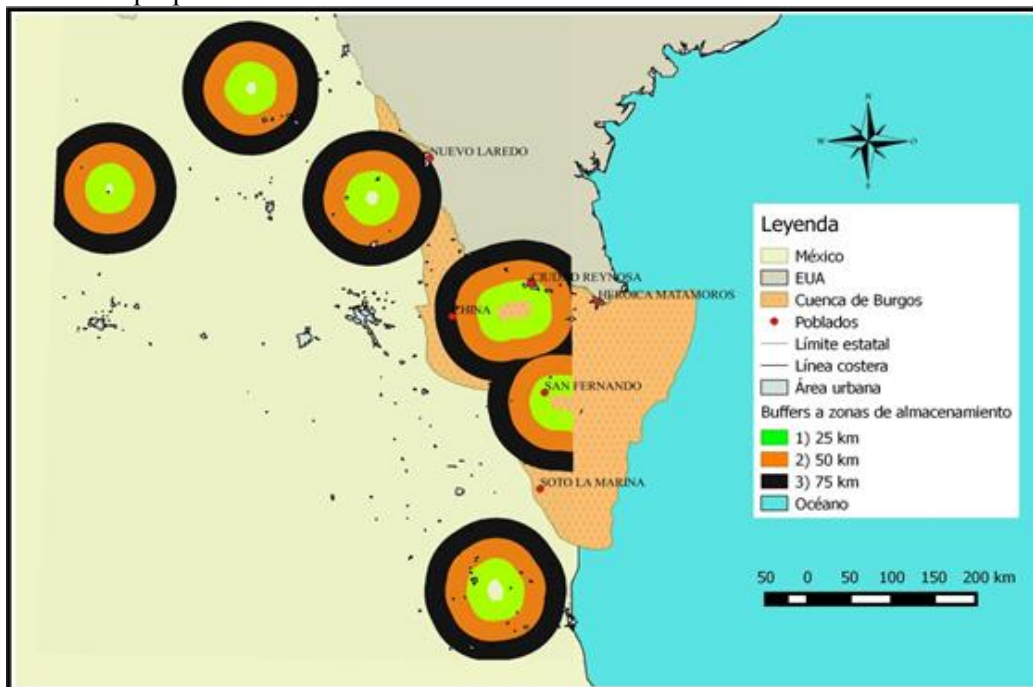 N
W
O
S
NUEVO LAREDO
CIUDAD REYNOSA
HEROICA MATAMOROS
CHINA
SAN FERNANDO
SOTO LA MARINA
Leyenda
México
EUA
Cuenca de Burgos
Poblados
Límite estatal
Línea costera
Área urbana
Buffers a zonas de almacenamiento
1) 25 km
2) 50 km
3) 75 km
Océano
50 0 50 100 150 200 km